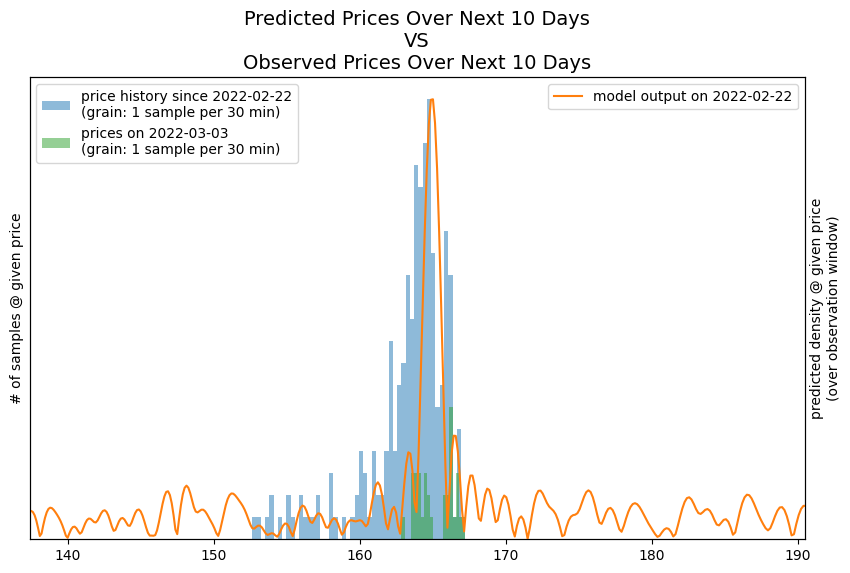 Predicted Prices Over Next 10 Days
VS
Observed Prices Over Next 10 Days
price history since 2022-02-22
(grain: 1 sample per 30 min)
prices on 2022-03-03
(grain: 1 sample per 30 min)
model output on 2022-02-22
# of samples @ given price
predicted density @ given price
(over observation window)
140 150 160 170 180 190